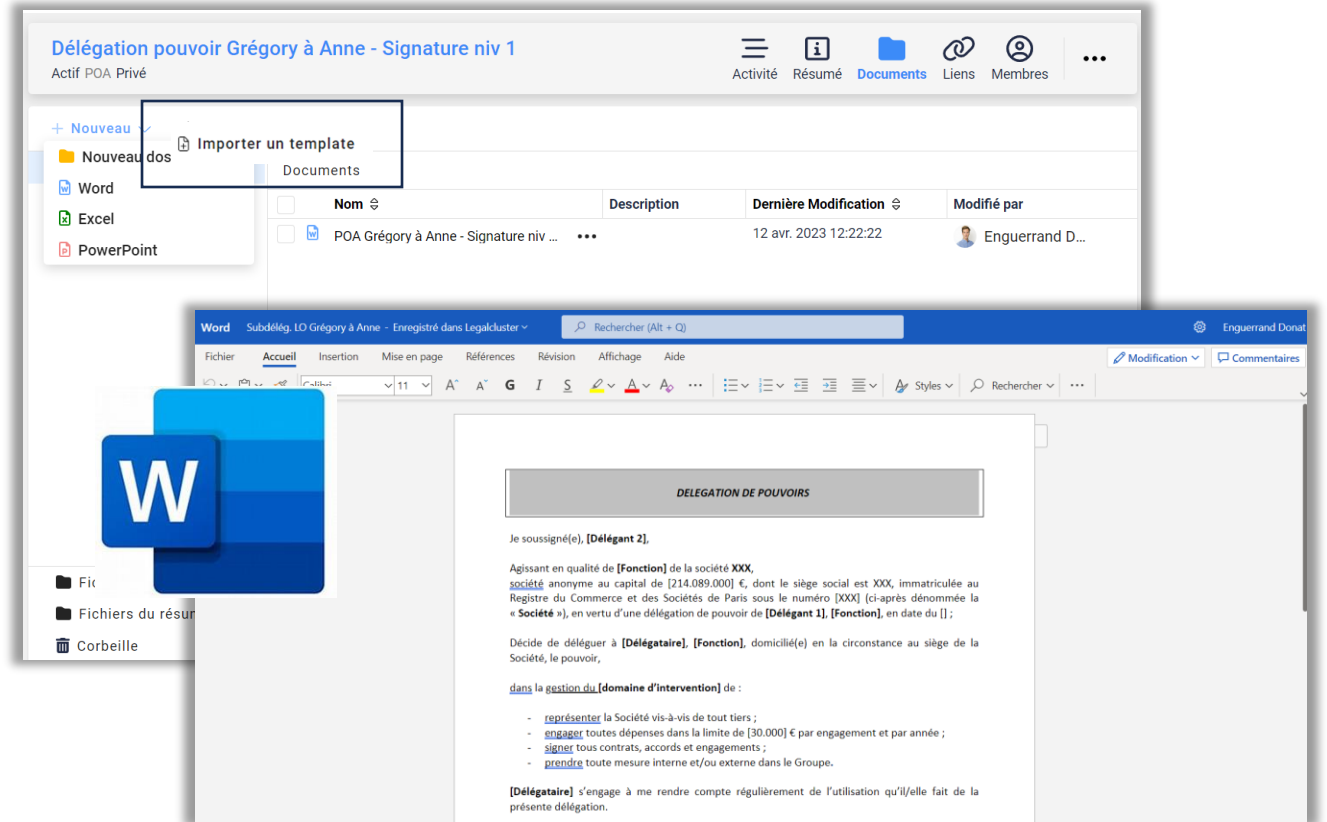 Délégation pouvoir Grégory à Anne - Signature niv 1
Actif POA Privé
Activité Résumé Documents Liens Membres
+ Nouveau
Importer un template
Nouveau dos
Word
Excel
PowerPoint
Documents
Nom Description Dernière Modification Modifié par
POA Grégory à Anne - Signature niv ... 12 avr. 2023 12:22:22 Enguerrand D...
Fichiers du résur
Corbeille
Word Subdélég. LO Grégory à Anne - Enregistré dans Legalcluster Rechercher (Alt + Q) Enguerrand Donat
Fichier Accueil Insertion Mise en page Références Révision Affichage Aide Modification Commentaires
Calibri 11 A A G I S A Styles Rechercher
W
DELEGATION DE POUVOIRS
Je soussigné(e), [Délégant 2],
Agissant en qualité de [Fonction] de la société XXX,
société anonyme au capital de [214.089.000] €, dont le siège social est XXX, immatriculée au
Registre du Commerce et des Sociétés de Paris sous le numéro [XXX] (ci-après dénommée la
« Société »), en vertu d'une délégation de pouvoir de [Délégant 1], [Fonction], en date du [] ;
Décide de déléguer à [Délégataire], [Fonction], domicilié(e) en la circonstance au siège de la
Société, le pouvoir,
dans la gestion du [domaine d'intervention] de :
- représenter la Société vis-à-vis de tout tiers ;
- engager toutes dépenses dans la limite de [30.000] € par engagement et par année ;
- signer tous contrats, accords et engagements ;
- prendre toute mesure interne et/ou externe dans le Groupe.
[Délégataire] s'engage à me rendre compte régulièrement de l'utilisation qu'il/elle fait de la
présente délégation.